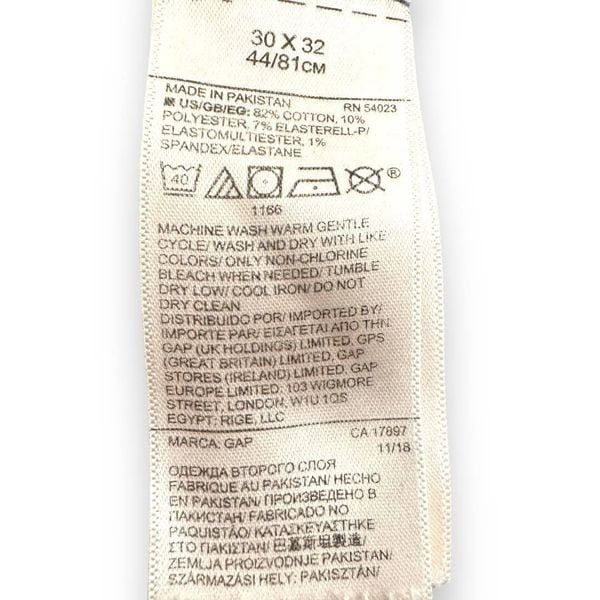 30 X 32
44/81CM
MADE IN PAKISTAN RN 54023
US/GB/EG: 82% COTTON, 10%
POLYESTER, 7% ELASTERELL-P/
ELASTOMULTIESTER, 1%
SPANDEX/ELASTANE
40 ®
1166
MACHINE WASH WARM GENTLE
CYCLE/ WASH AND DRY WITH LIKE
COLORS/ ONLY NON-CHLORINE
BLEACH WHEN NEEDED/ TUMBLE
DRY LOW/ COOL IRON/ DO NOT
DRY CLEAN
DISTRIBUIDO POR/ IMPORTED BY/
IMPORTE PAR/ ΕΙΣΑΓΕΤΑΙ ΑΠΟ ΤΗΝ
GAP (UK HOLDINGS) LIMITED, GPS
(GREAT BRITAIN) LIMITED, GAP
STORES (IRELAND) LIMITED, GAP
EUROPE LIMITED: 103 WIGMORE
STREET, LONDON, W1U 1QS
EGYPT: RIGE, LLC
MARCA: GAP CA 17897
11/18
ОДЕЖДА ВТОРОГО СЛОЯ
FABRIQUE AU PAKISTAN/ HECHO
EN PAKISTAN/ ПРОИЗВЕДЕНО В
ПАКИСТАН/ FABRICADO NO
PAQUISTÃO/ ΚΑΤΑΣΚΕΥΑΣΤΗΚΕ
ΣΤΟ ΠΑΚΙΣΤΑΝ/ 巴基斯坦製造/
ZEMLJA PROIZVODNJE PAKISTAN/
SZÁRMAZÁSI HELY: PAKISZTÁN/